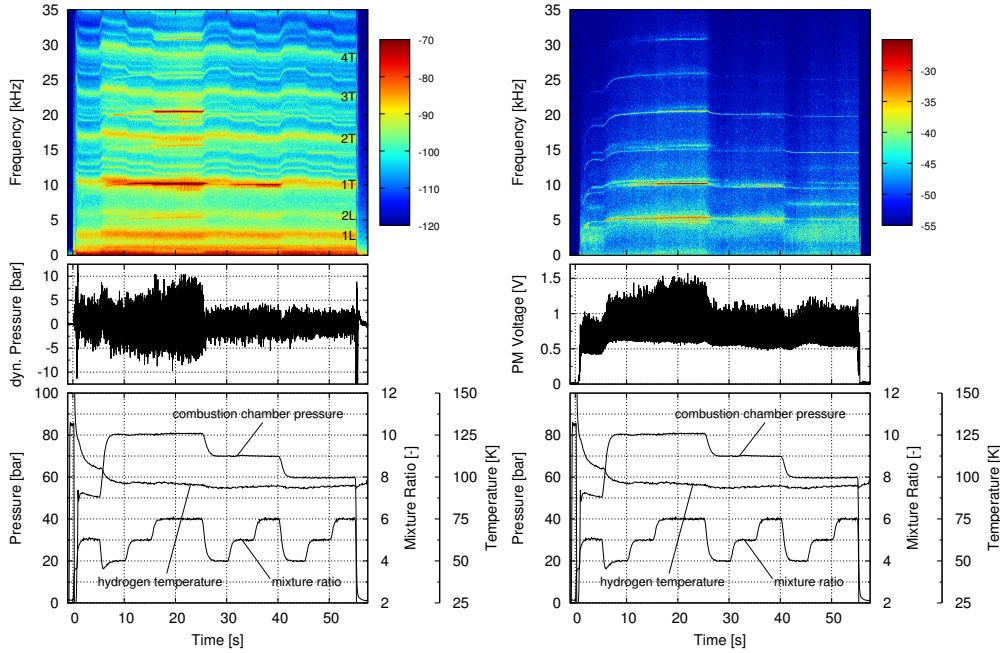 35
30
25
20
15
10
5
0
Frequency [kHz]
4T
3T
2T
1T
2L
1L
-70
-80
-90
-100
-110
-120
10
5
0
-5
-10
dyn. Pressure [bar]
100
80
60
40
20
0
Pressure [bar]
combustion chamber pressure
hydrogen temperature
mixture ratio
12
10
8
6
4
2
Mixture Ratio [-]
150
125
100
75
50
25
Temperature [K]
0 10 20 30 40 50
Time [s]
35
30
25
20
15
10
5
0
Frequency [kHz]
-30
-35
-40
-45
-50
-55
1.5
1
0.5
0
PM Voltage [V]
100
80
60
40
20
0
Pressure [bar]
combustion chamber pressure
hydrogen temperature
mixture ratio
12
10
8
6
4
2
Mixture Ratio [-]
150
125
100
75
50
25
Temperature [K]
0 10 20 30 40 50
Time [s]